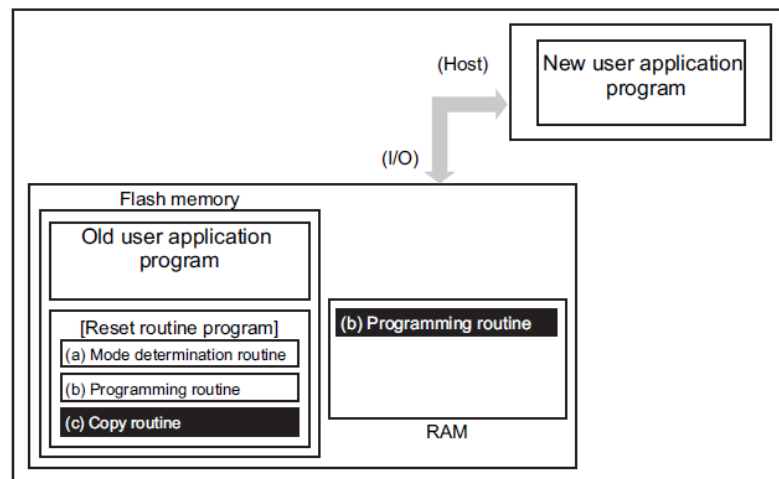 (Host)
New user application
program
(I/O)
Flash memory
Old user application
program
[Reset routine program]
(a) Mode determination routine
(b) Programming routine
(c) Copy routine
(b) Programming routine
RAM